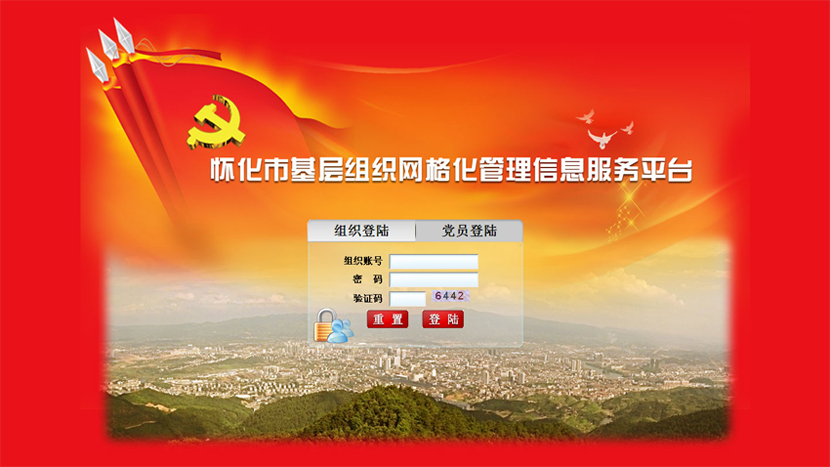 怀化市基层组织网格化管理信息服务平台
组织登陆 党员登陆
组织账号
密 码
验证码 6442
重 置 登 陆